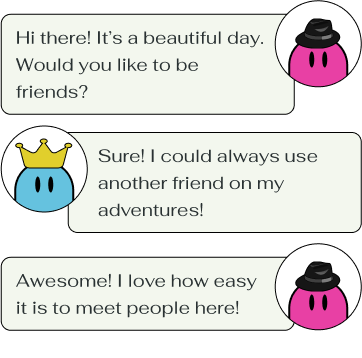 Hi there! It's a beautiful day.
Would you like to be
friends?
Sure! I could always use
another friend on my
adventures!
Awesome! I love how easy
it is to meet people here!